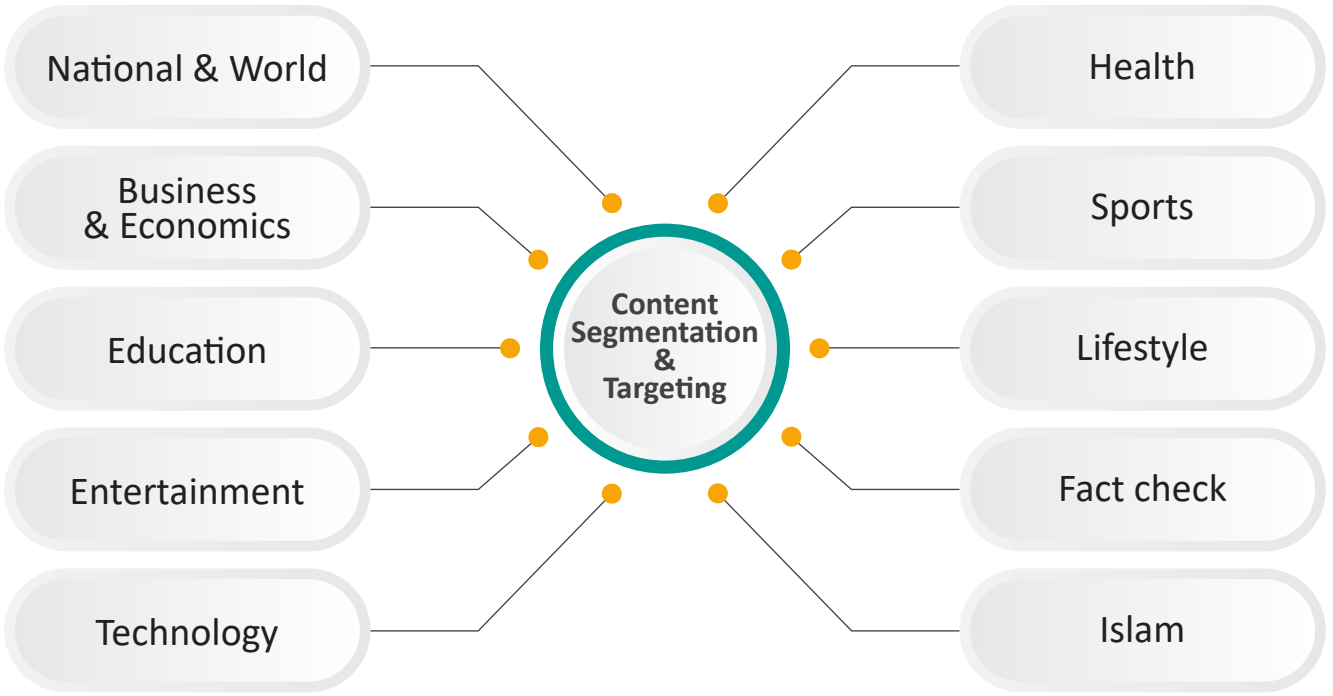 National & World
Business
& Economics
Education
Entertainment
Technology
Content
Segmentation
&
Targeting
Health
Sports
Lifestyle
Fact check
Islam